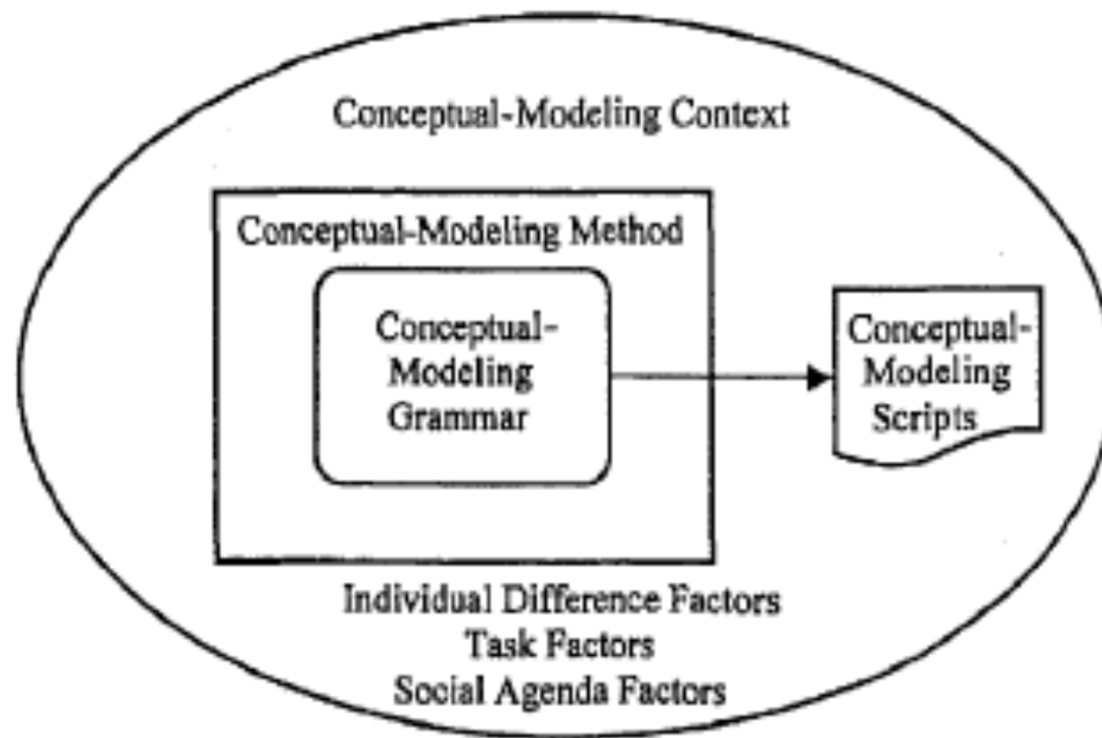 Conceptual-Modeling Context
Conceptual-Modeling Method
Conceptual-
Modeling
Grammar
Conceptual-
Modeling
Scripts
Individual Difference Factors
Task Factors
Social Agenda Factors